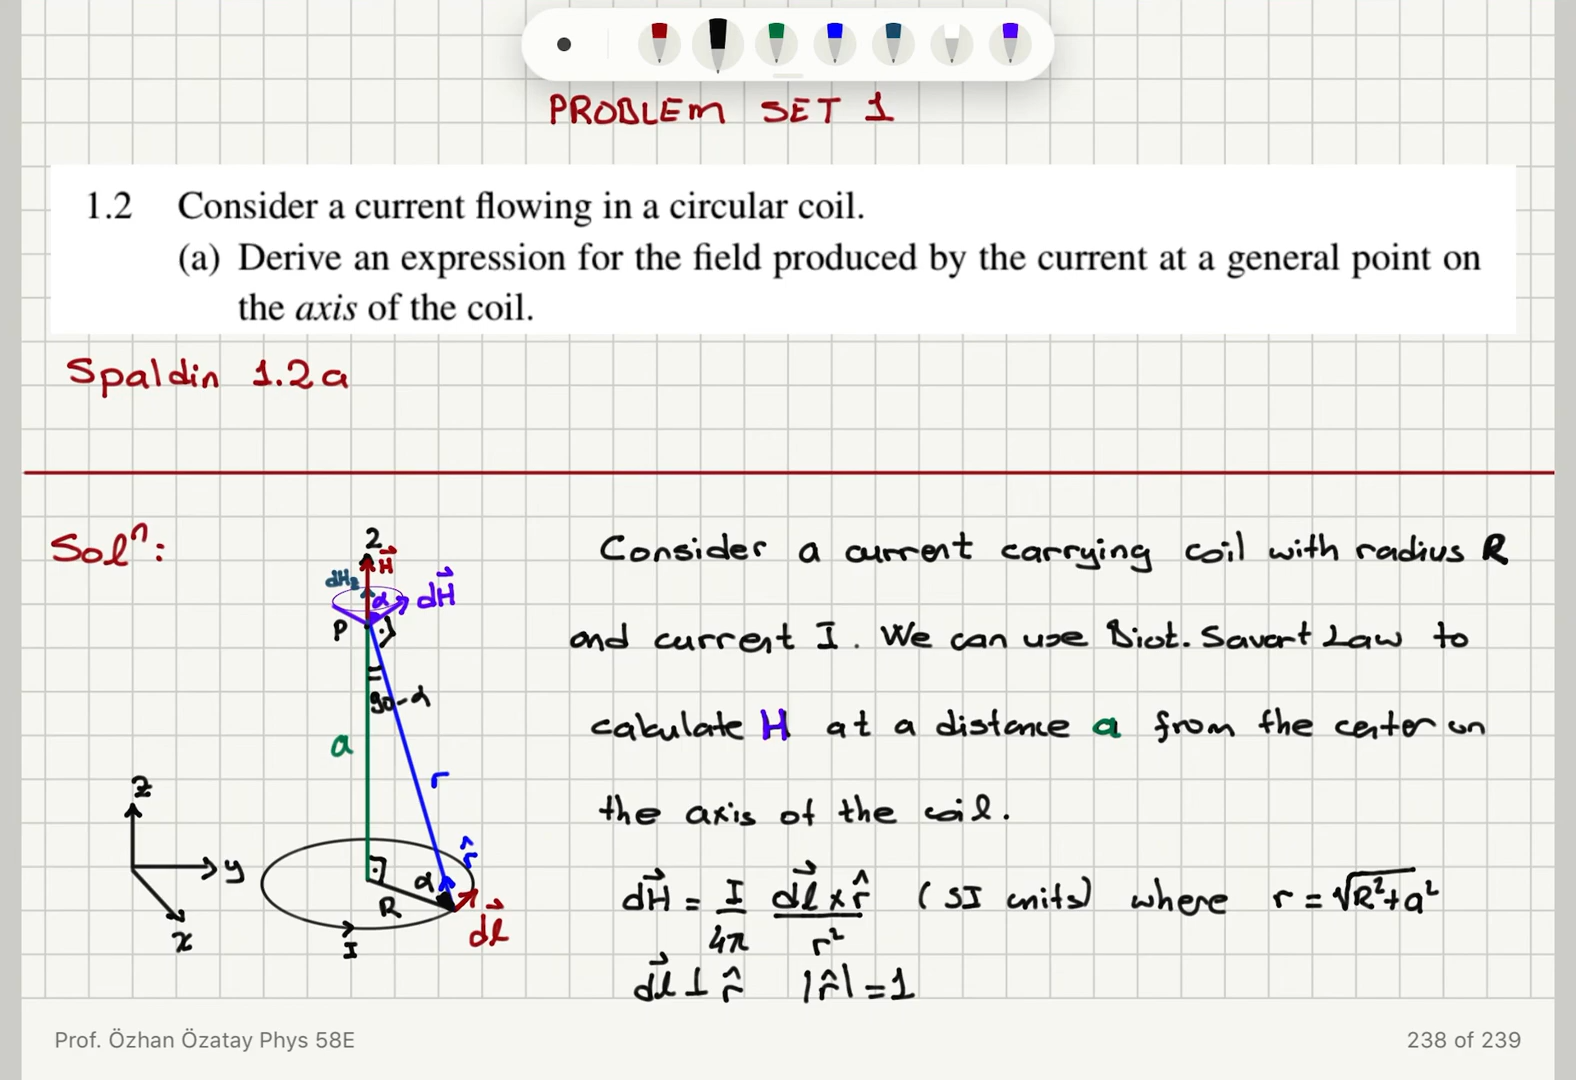 PROBLEM SET 1
1.2 Consider a current flowing in a circular coil.
(a) Derive an expression for the field produced by the current at a general point on
the axis of the coil.
Spaldin 1.2a
Solⁿ:
z
H⃗
dH_z
α
dH⃗
P
90-α
a
r
z
y
x
r̂
α
R
dl⃗
I
Consider a current carrying coil with radius R
and current I. We can use Biot-Savart Law to
calculate H at a distance a from the center on
the axis of the coil.
dH⃗ = I/4π (dl⃗ × r̂)/r² (SI units) where r = √(R²+a²)
dl⃗ ⊥ r̂ |r̂| = 1
Prof. Özhan Özatay Phys 58E
238 of 239